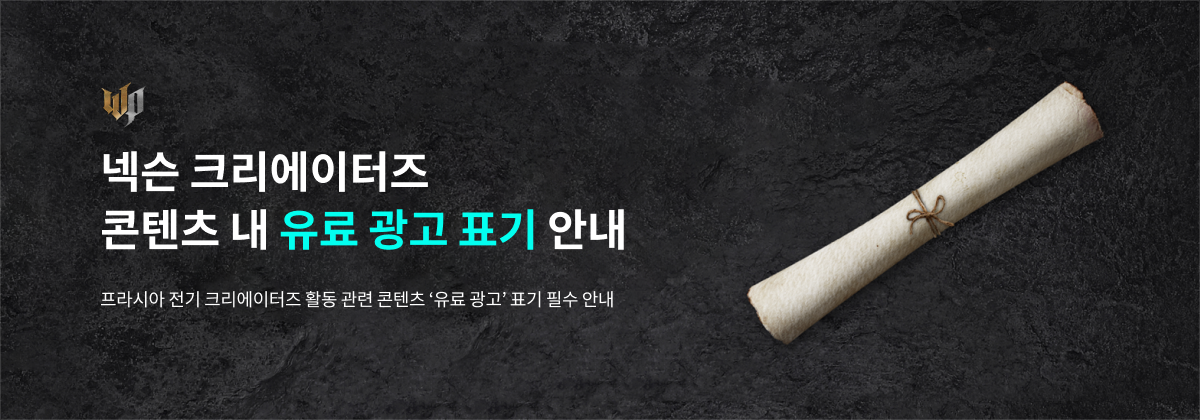 WP
넥슨 크리에이터즈
콘텐츠 내 유료 광고 표기 안내
프라시아 전기 크리에이터즈 활동 관련 콘텐츠 ‘유료 광고’ 표기 필수 안내